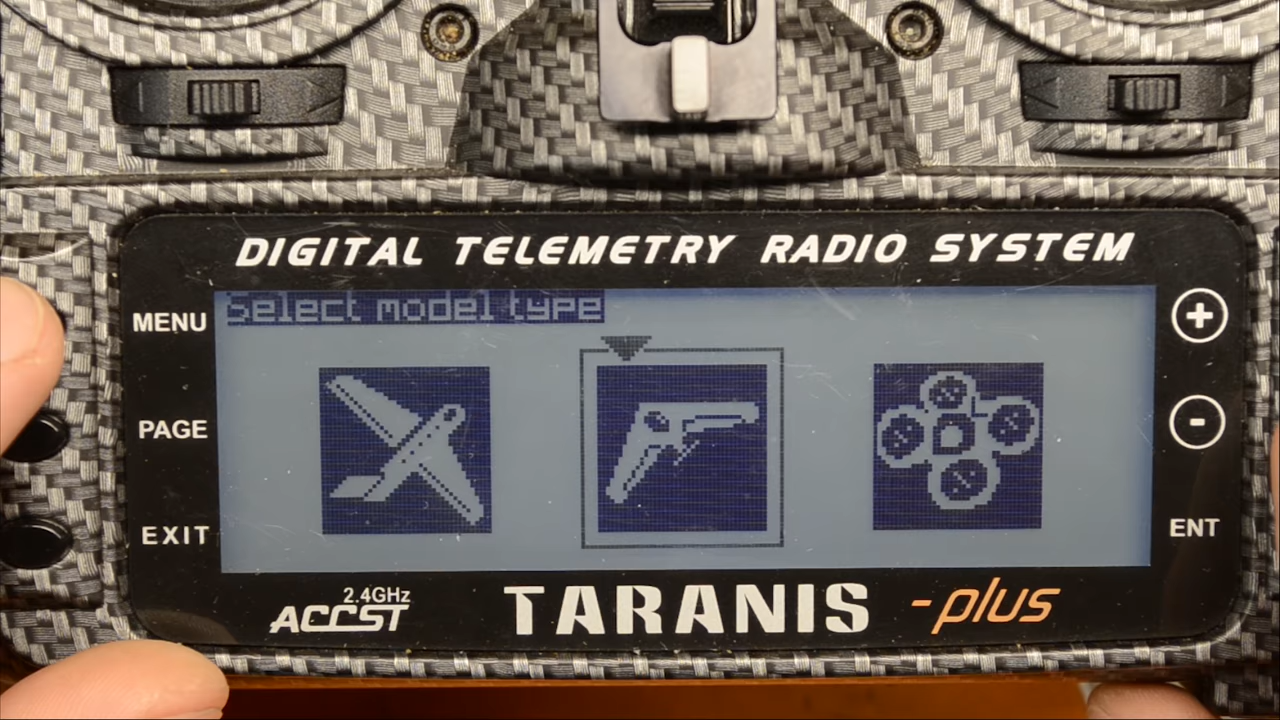 DIGITAL TELEMETRY RADIO SYSTEM
Select model type
MENU
PAGE
EXIT
+
-
ENT
2.4GHz
ACCST
TARANIS -plus